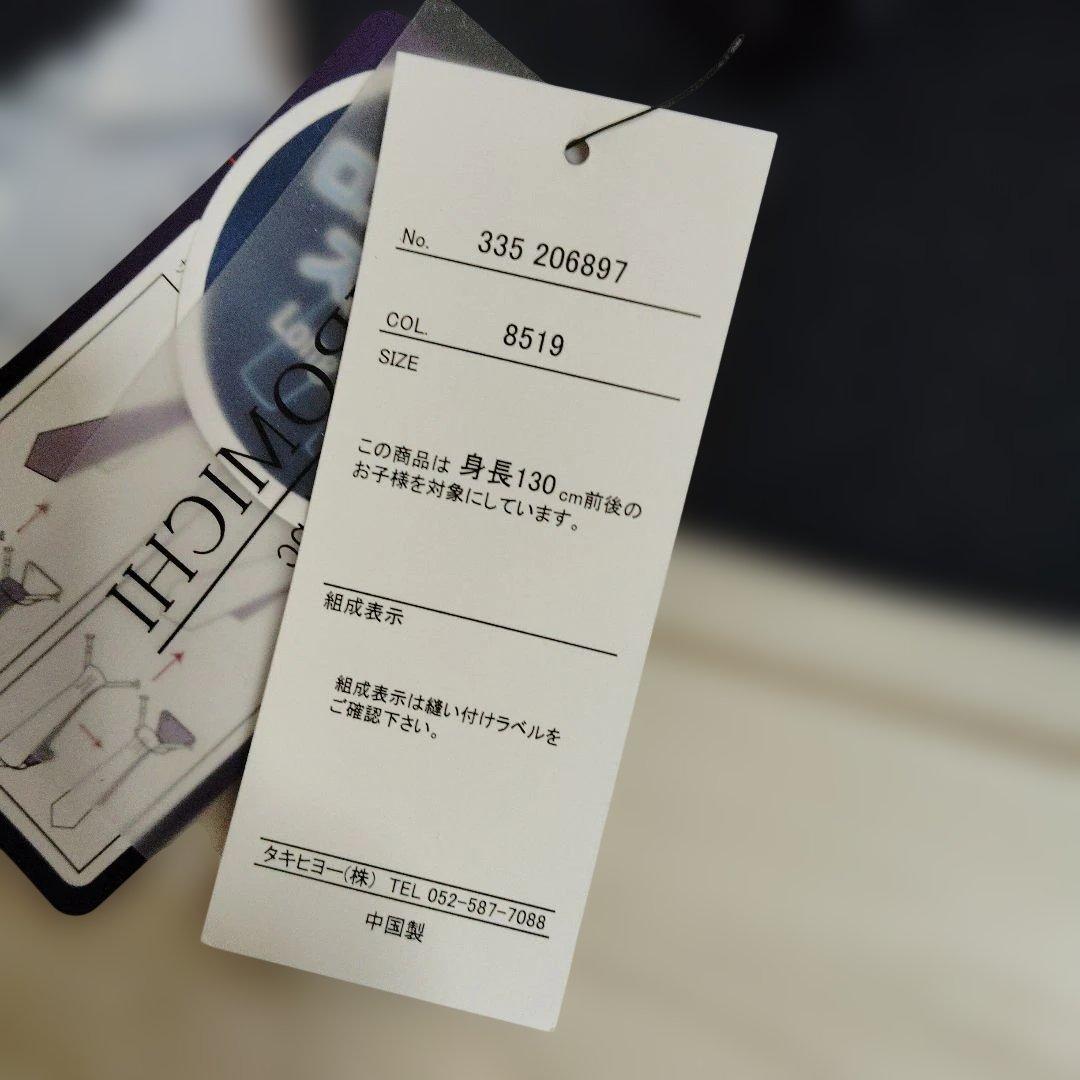 No. 335 206897
COL. 8519
SIZE
この商品は 身長130cm前後の
お子様を対象にしています。
組成表示
組成表示は縫い付けラベルを
ご確認下さい。
タキヒヨー(株) TEL 052-587-7088
中国製